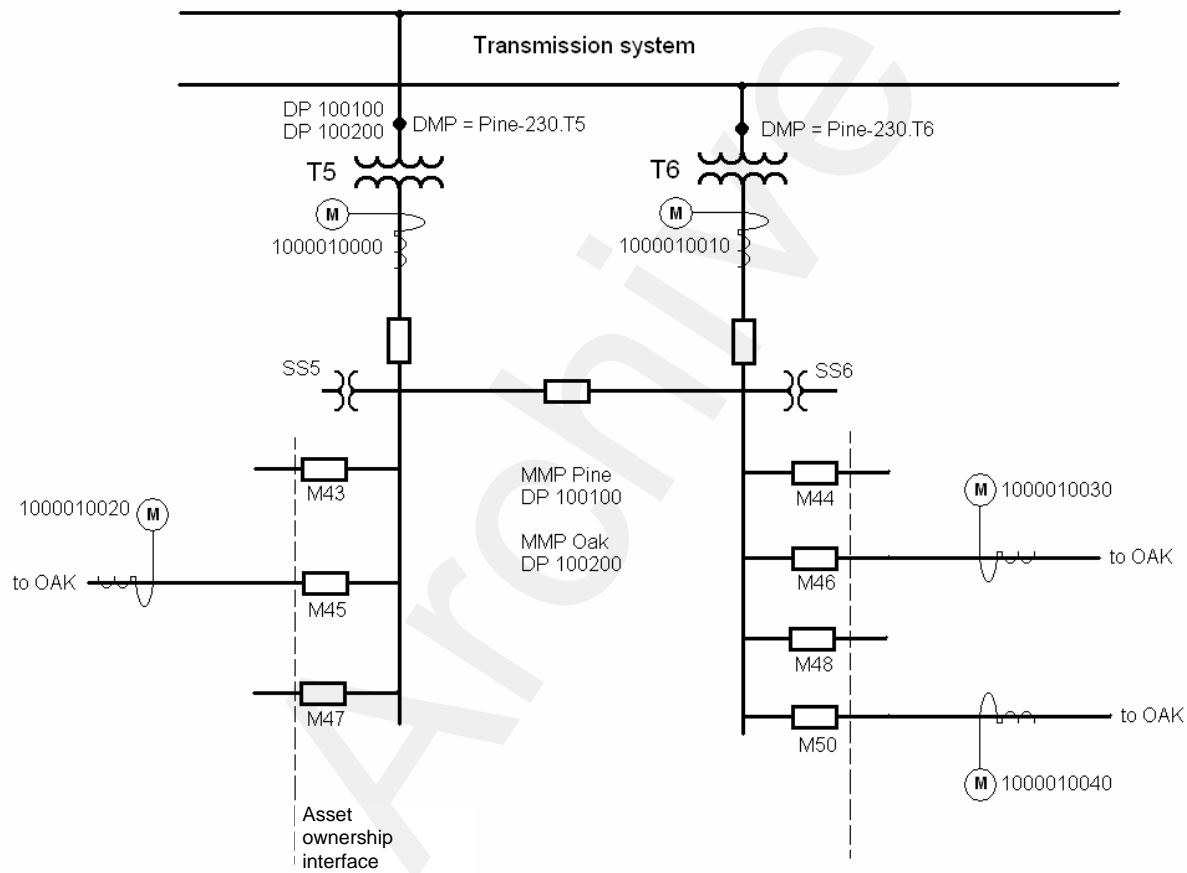 Transmission system
DP 100100
DP 100200
DMP = Pine-230.T5
DMP = Pine-230.T6
T5
T6
M
1000010000
M
1000010010
SS5
SS6
M43
MMP Pine
DP 100100
MMP Oak
DP 100200
M44
1000010020
M
M
1000010030
to OAK
M45
M46
to OAK
M48
M47
M50
to OAK
M
1000010040
Asset
ownership
interface
Archive